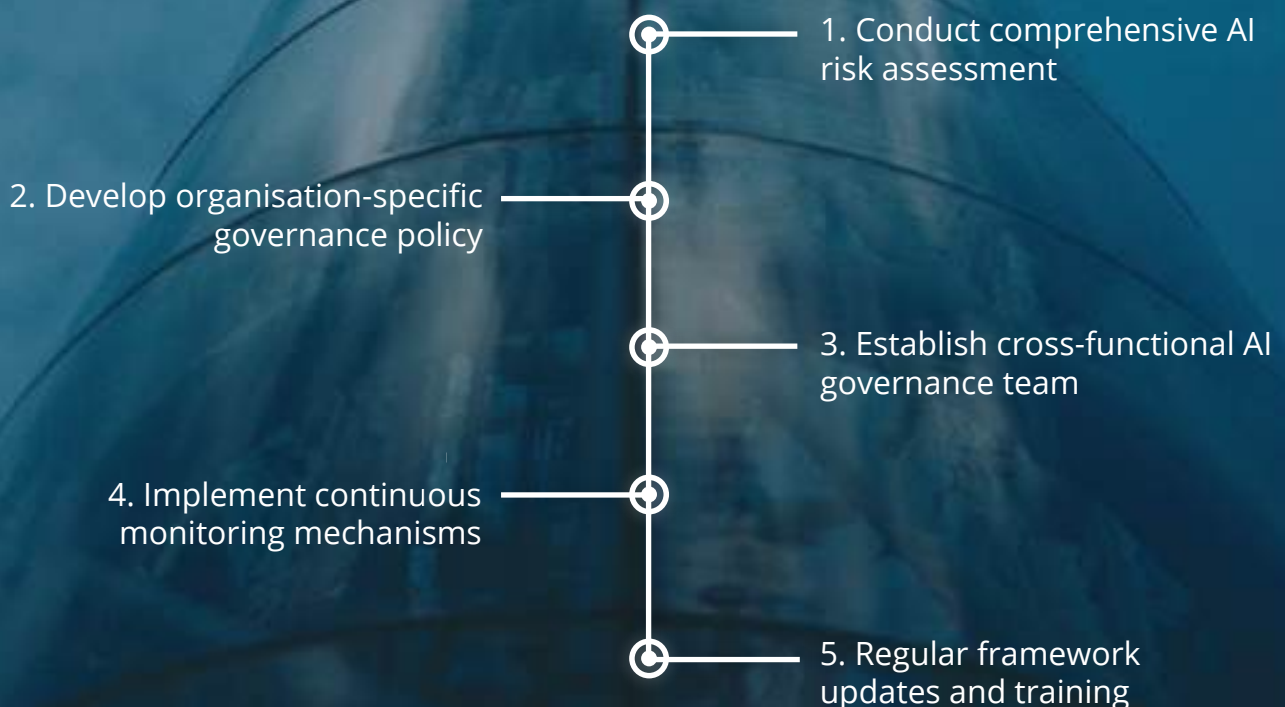 1. Conduct comprehensive AI
risk assessment
2. Develop organisation-specific
governance policy
3. Establish cross-functional AI
governance team
4. Implement continuous
monitoring mechanisms
5. Regular framework
updates and training